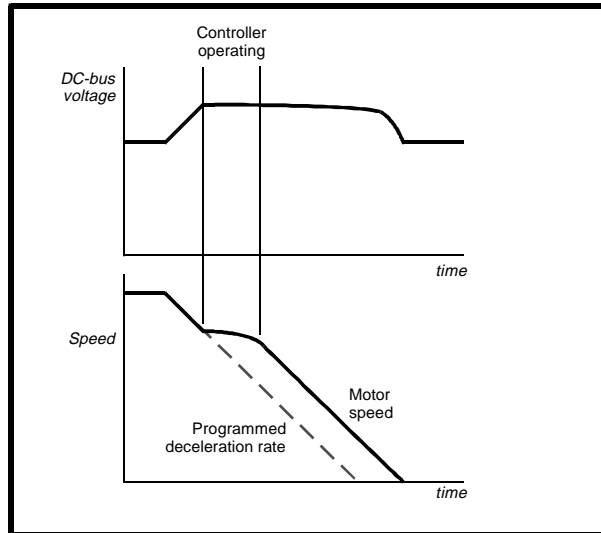 Controller
operating
DC-bus
voltage
time
Speed
Motor
speed
Programmed
deceleration rate
time